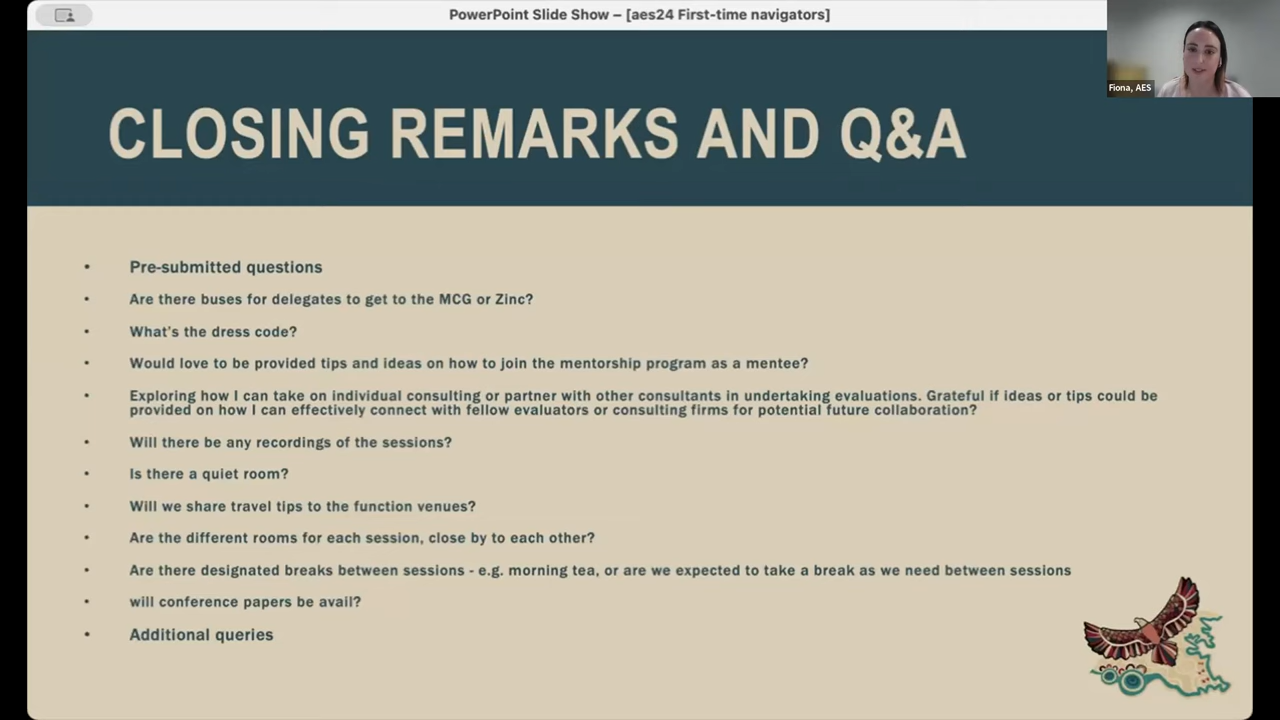 PowerPoint Slide Show – [aes24 First-time navigators]
Fiona, AES
CLOSING REMARKS AND Q&A
• Pre-submitted questions
• Are there buses for delegates to get to the MCG or Zinc?
• What's the dress code?
• Would love to be provided tips and ideas on how to join the mentorship program as a mentee?
• Exploring how I can take on individual consulting or partner with other consultants in undertaking evaluations. Grateful if ideas or tips could be
provided on how I can effectively connect with fellow evaluators or consulting firms for potential future collaboration?
• Will there be any recordings of the sessions?
• Is there a quiet room?
• Will we share travel tips to the function venues?
• Are the different rooms for each session, close by to each other?
• Are there designated breaks between sessions - e.g. morning tea, or are we expected to take a break as we need between sessions
• will conference papers be avail?
• Additional queries